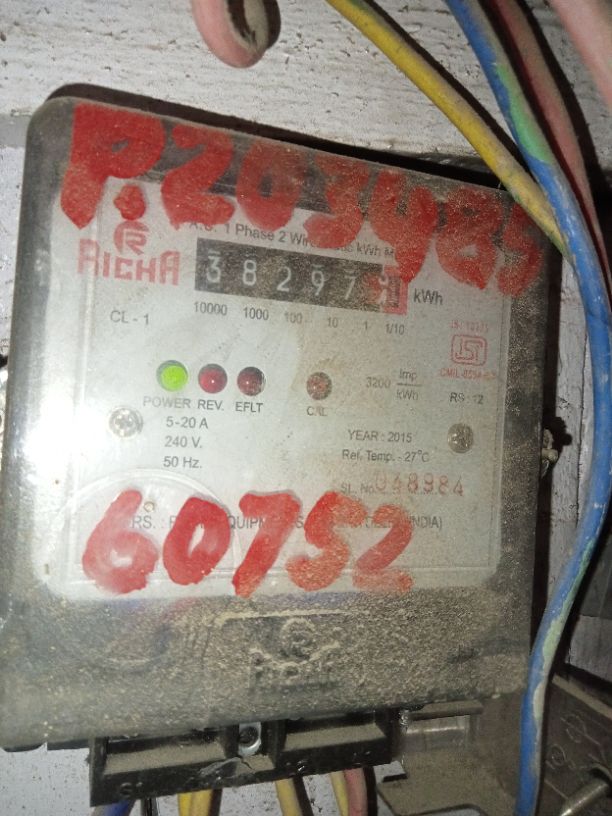 P203485
A.C. 1 Phase 2 Wire kWh
RICHA
38297
kWh
10000 1000 100 10 1 1/10
CL - 1
3200 Imp/kWh
POWER REV. EFLT CAL
RS : 12
5-20 A
240 V.
50 Hz.
YEAR : 2015
Ref. Temp. - 27°C
SL. No. 048984
60752